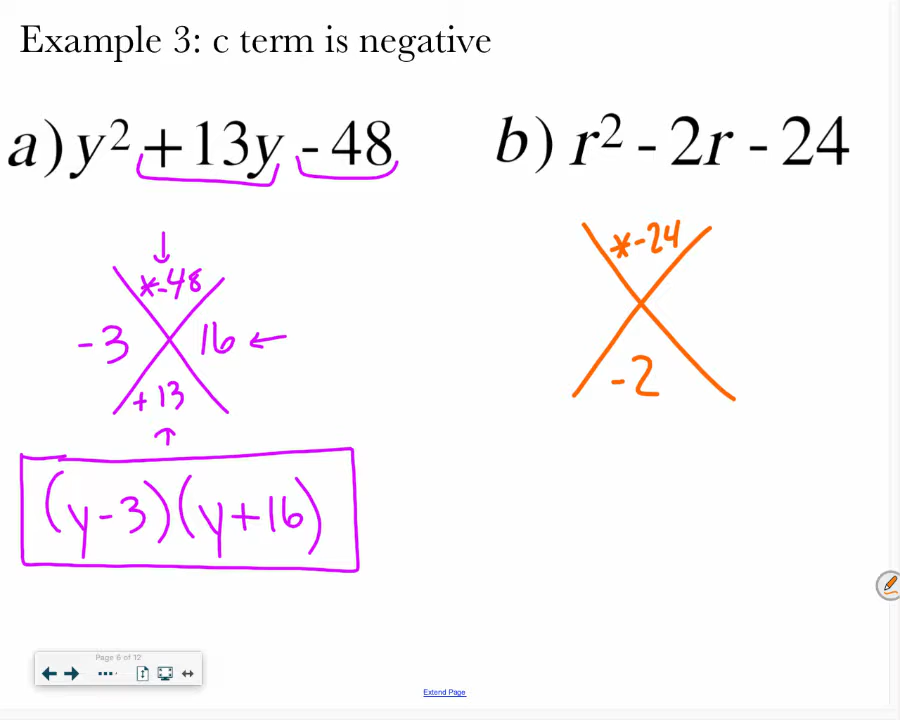 Example 3: c term is negative
a) y² +13y - 48
b) r² - 2r - 24
*-48
-3 16
+13
(y-3)(y+16)
*-24
-2
Page 6 of 12
Extend Page